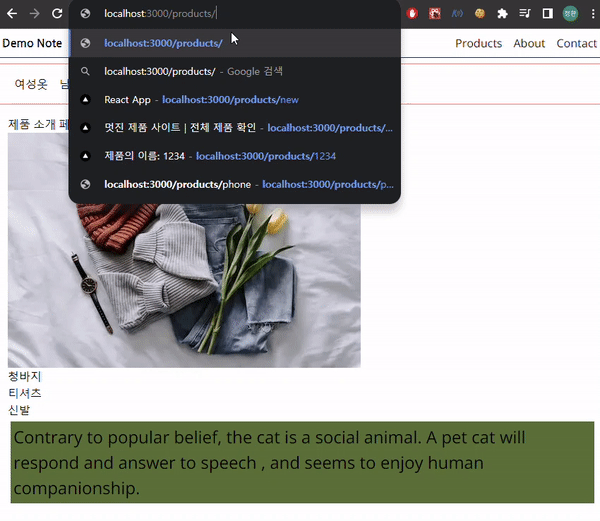 localhost:3000/products/
Demo Note
localhost:3000/products/
Products About Contact
localhost:3000/products/ - Google 검색
여성옷
React App - localhost:3000/products/new
제품 소개 페
멋진 제품 사이트 | 전체 제품 확인 - localhost:3000/products/...
제품의 이름: 1234 - localhost:3000/products/1234
localhost:3000/products/phone - localhost:3000/products/p...
청바지
티셔츠
신발
Contrary to popular belief, the cat is a social animal. A pet cat will
respond and answer to speech , and seems to enjoy human
companionship.